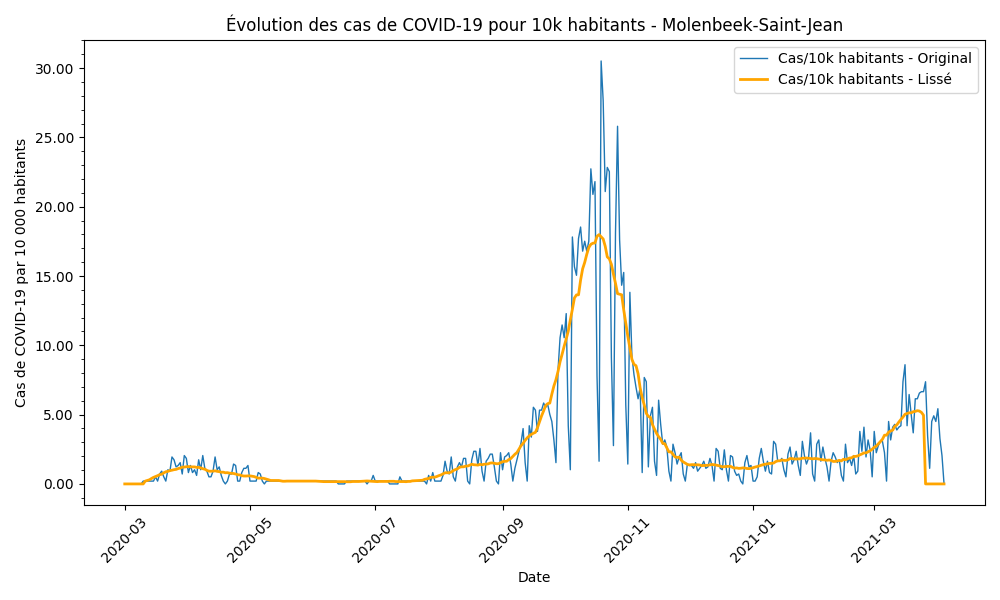 Évolution des cas de COVID-19 pour 10k habitants - Molenbeek-Saint-Jean
Cas/10k habitants - Original
Cas/10k habitants - Lissé
Cas de COVID-19 par 10 000 habitants
30.00
25.00
20.00
15.00
10.00
5.00
0.00
2020-03
2020-05
2020-07
2020-09
2020-11
2021-01
2021-03
Date